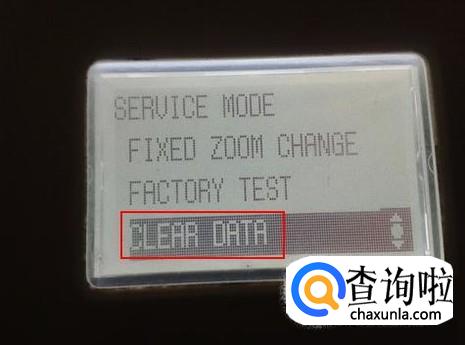 SERVICE MODE
FIXED ZOOM CHANGE
FACTORY TEST
CLEAR DATA
查询啦
chaxunla.com